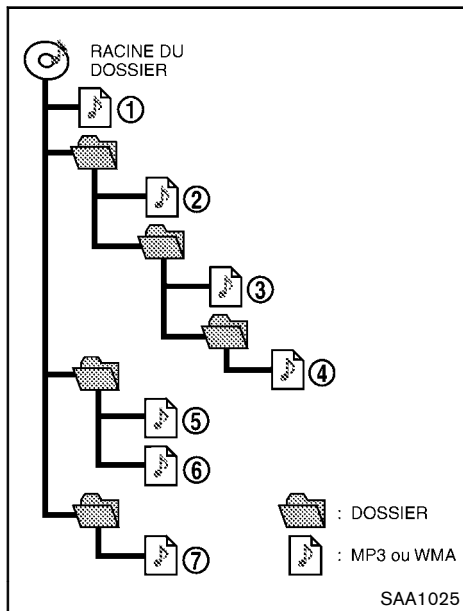 RACINE DU
DOSSIER
①
②
③
④
⑤
⑥
⑦
: DOSSIER
: MP3 ou WMA
SAA1025